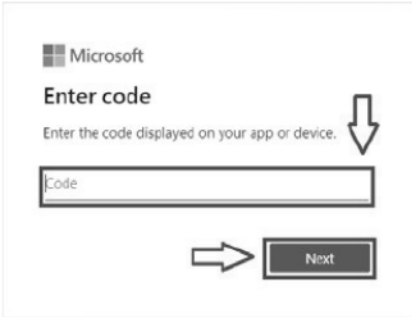 Microsoft
Enter code
Enter the code displayed on your app or device.
Code
Next